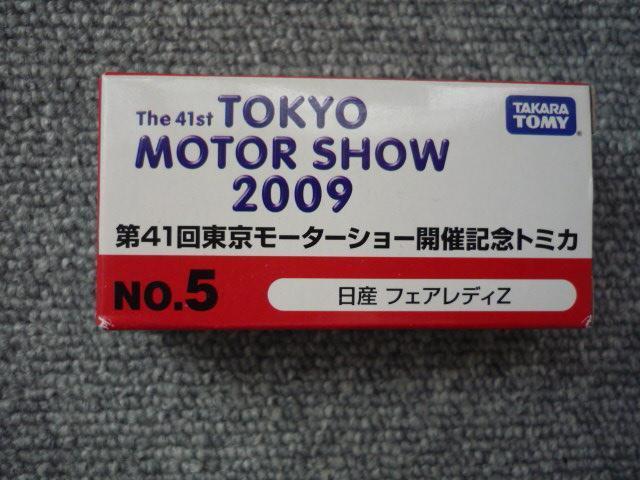 The 41st TOKYO
MOTOR SHOW
2009
TAKARA
TOMY
第41回東京モーターショー開催記念トミカ
NO.5
日産 フェアレディZ